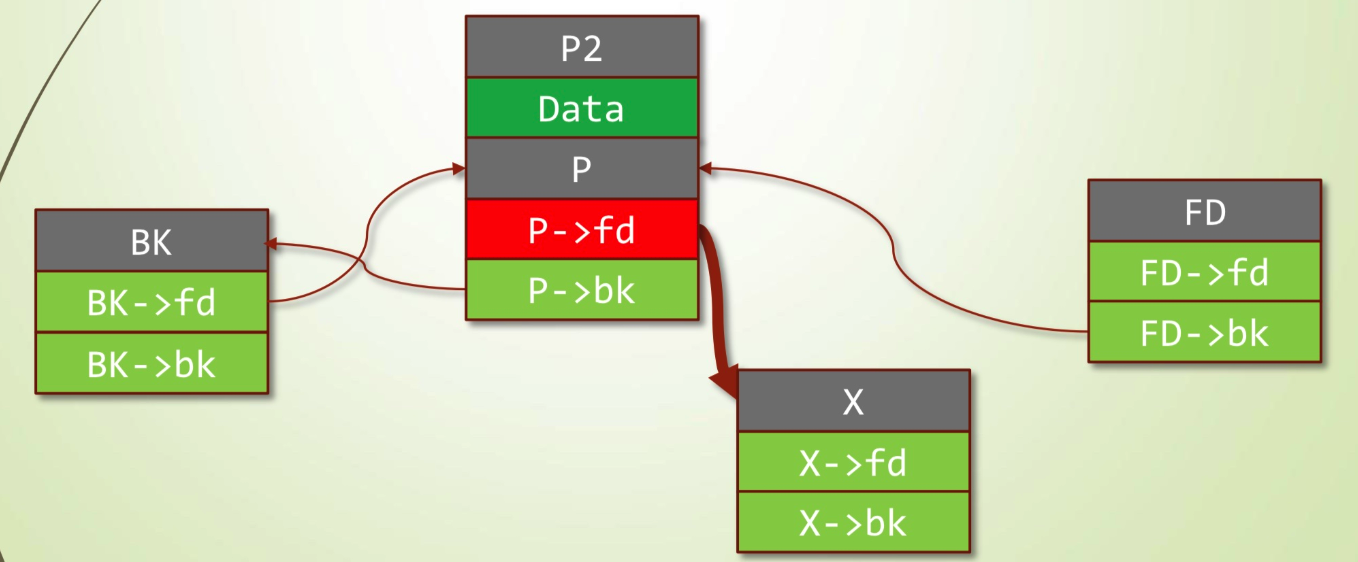 P2
Data
P
P->fd
P->bk
BK
BK->fd
BK->bk
FD
FD->fd
FD->bk
X
X->fd
X->bk